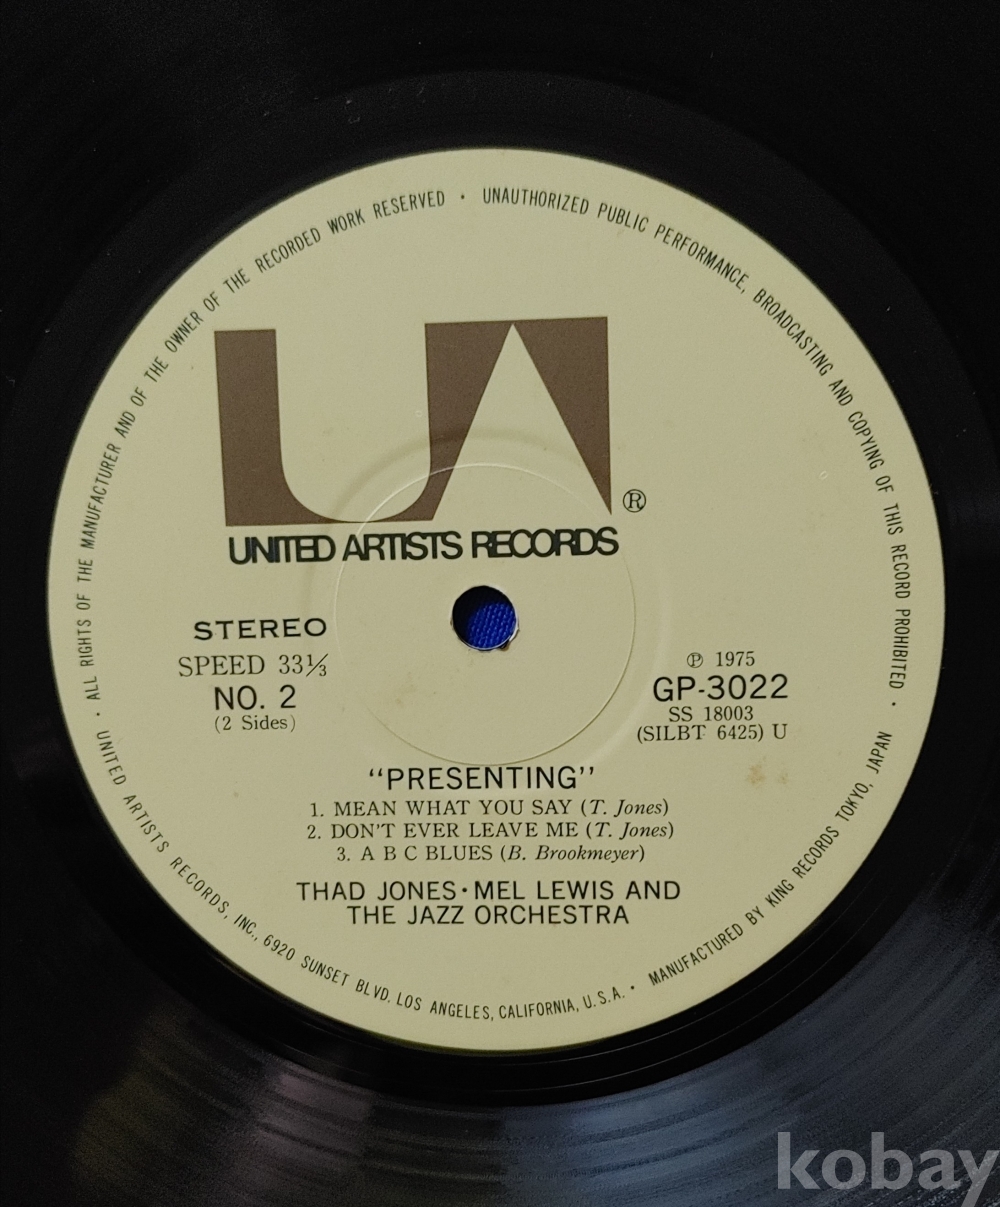 ALL RIGHTS OF THE MANUFACTURER AND OF THE OWNER OF THE RECORDED WORK RESERVED · UNAUTHORIZED PUBLIC PERFORMANCE, BROADCASTING AND COPYING OF THIS RECORD PROHIBITED ·
UA ®
UNITED ARTISTS RECORDS
STEREO
SPEED 33⅓
NO. 2
(2 Sides)
℗ 1975
GP-3022
SS 18003
(SILBT 6425) U
“PRESENTING”
1. MEAN WHAT YOU SAY (T. Jones)
2. DON'T EVER LEAVE ME (T. Jones)
3. A B C BLUES (B. Brookmeyer)
THAD JONES·MEL LEWIS AND
THE JAZZ ORCHESTRA
· UNITED ARTISTS RECORDS, INC., 6920 SUNSET BLVD. LOS ANGELES, CALIFORNIA, U.S.A. · MANUFACTURED BY KING RECORDS TOKYO, JAPAN
kobay